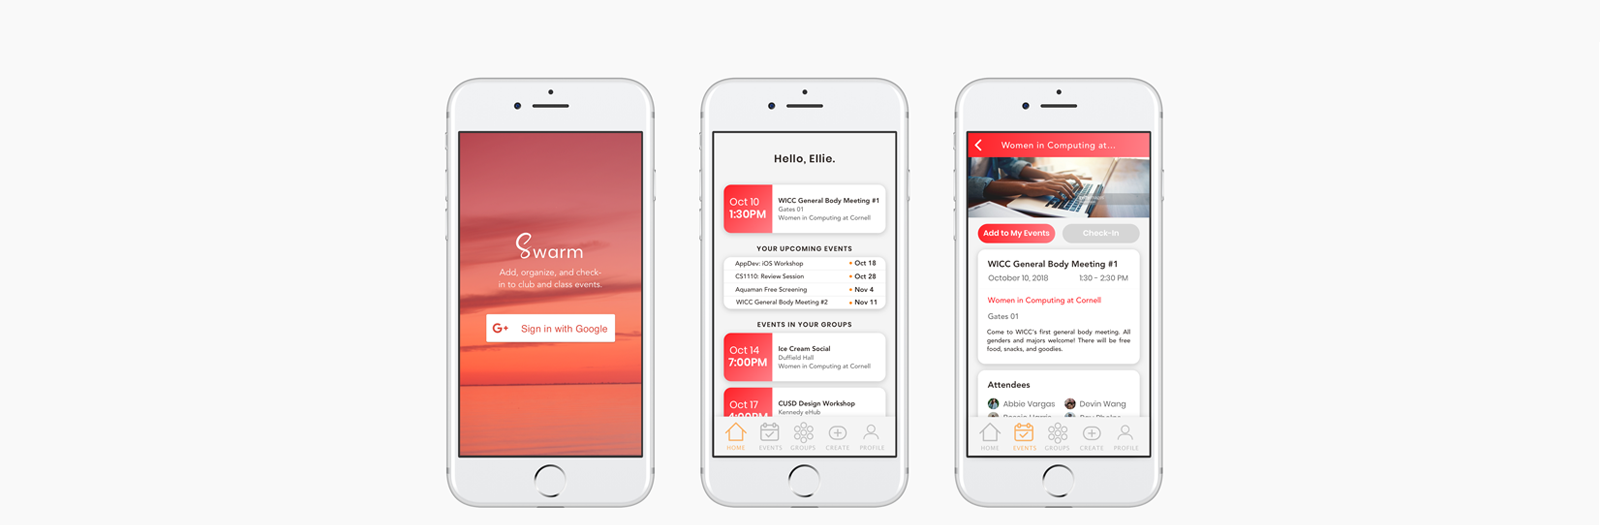 Swarm
Add, organize, and check-
in to club and class events.
G+ Sign in with Google
Hello, Ellie.
Oct 10
1:30PM
WICC General Body Meeting #1
Gates 01
Women in Computing at Cornell
YOUR UPCOMING EVENTS
AppDev: iOS Workshop • Oct 18
CS1110: Review Session • Oct 28
Aquaman Free Screening • Nov 4
WICC General Body Meeting #2 • Nov 11
EVENTS IN YOUR GROUPS
Oct 14
7:00PM
Ice Cream Social
Duffield Hall
Women in Computing at Cornell
Oct 17
4:00PM
CUSD Design Workshop
Kennedy eHub
HOME EVENTS GROUPS CREATE PROFILE
Women in Computing at...
Add to My Events Check-In
WICC General Body Meeting #1
October 10, 2018 1:30 - 2:30 PM
Women in Computing at Cornell
Gates 01
Come to WICC's first general body meeting. All
genders and majors welcome! There will be free
food, snacks, and goodies.
Attendees
Abbie Vargas Devin Wang
HOME EVENTS GROUPS CREATE PROFILE